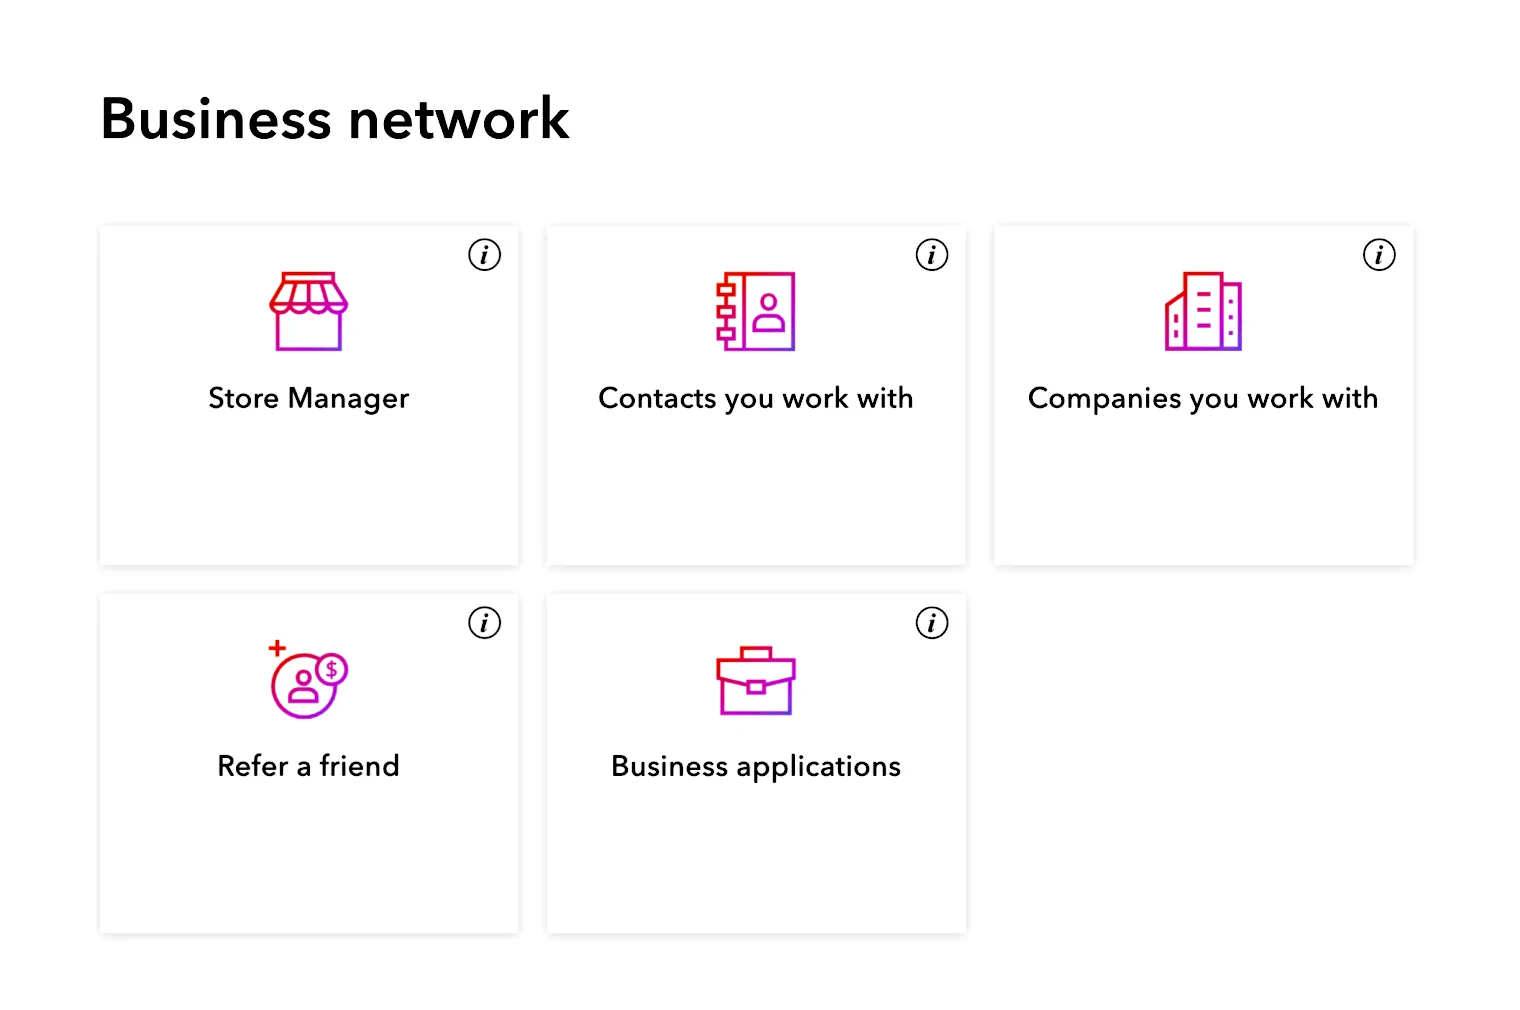 Business network
i
i
i
Store Manager
Contacts you work with
Companies you work with
i
i
$
Refer a friend
Business applications